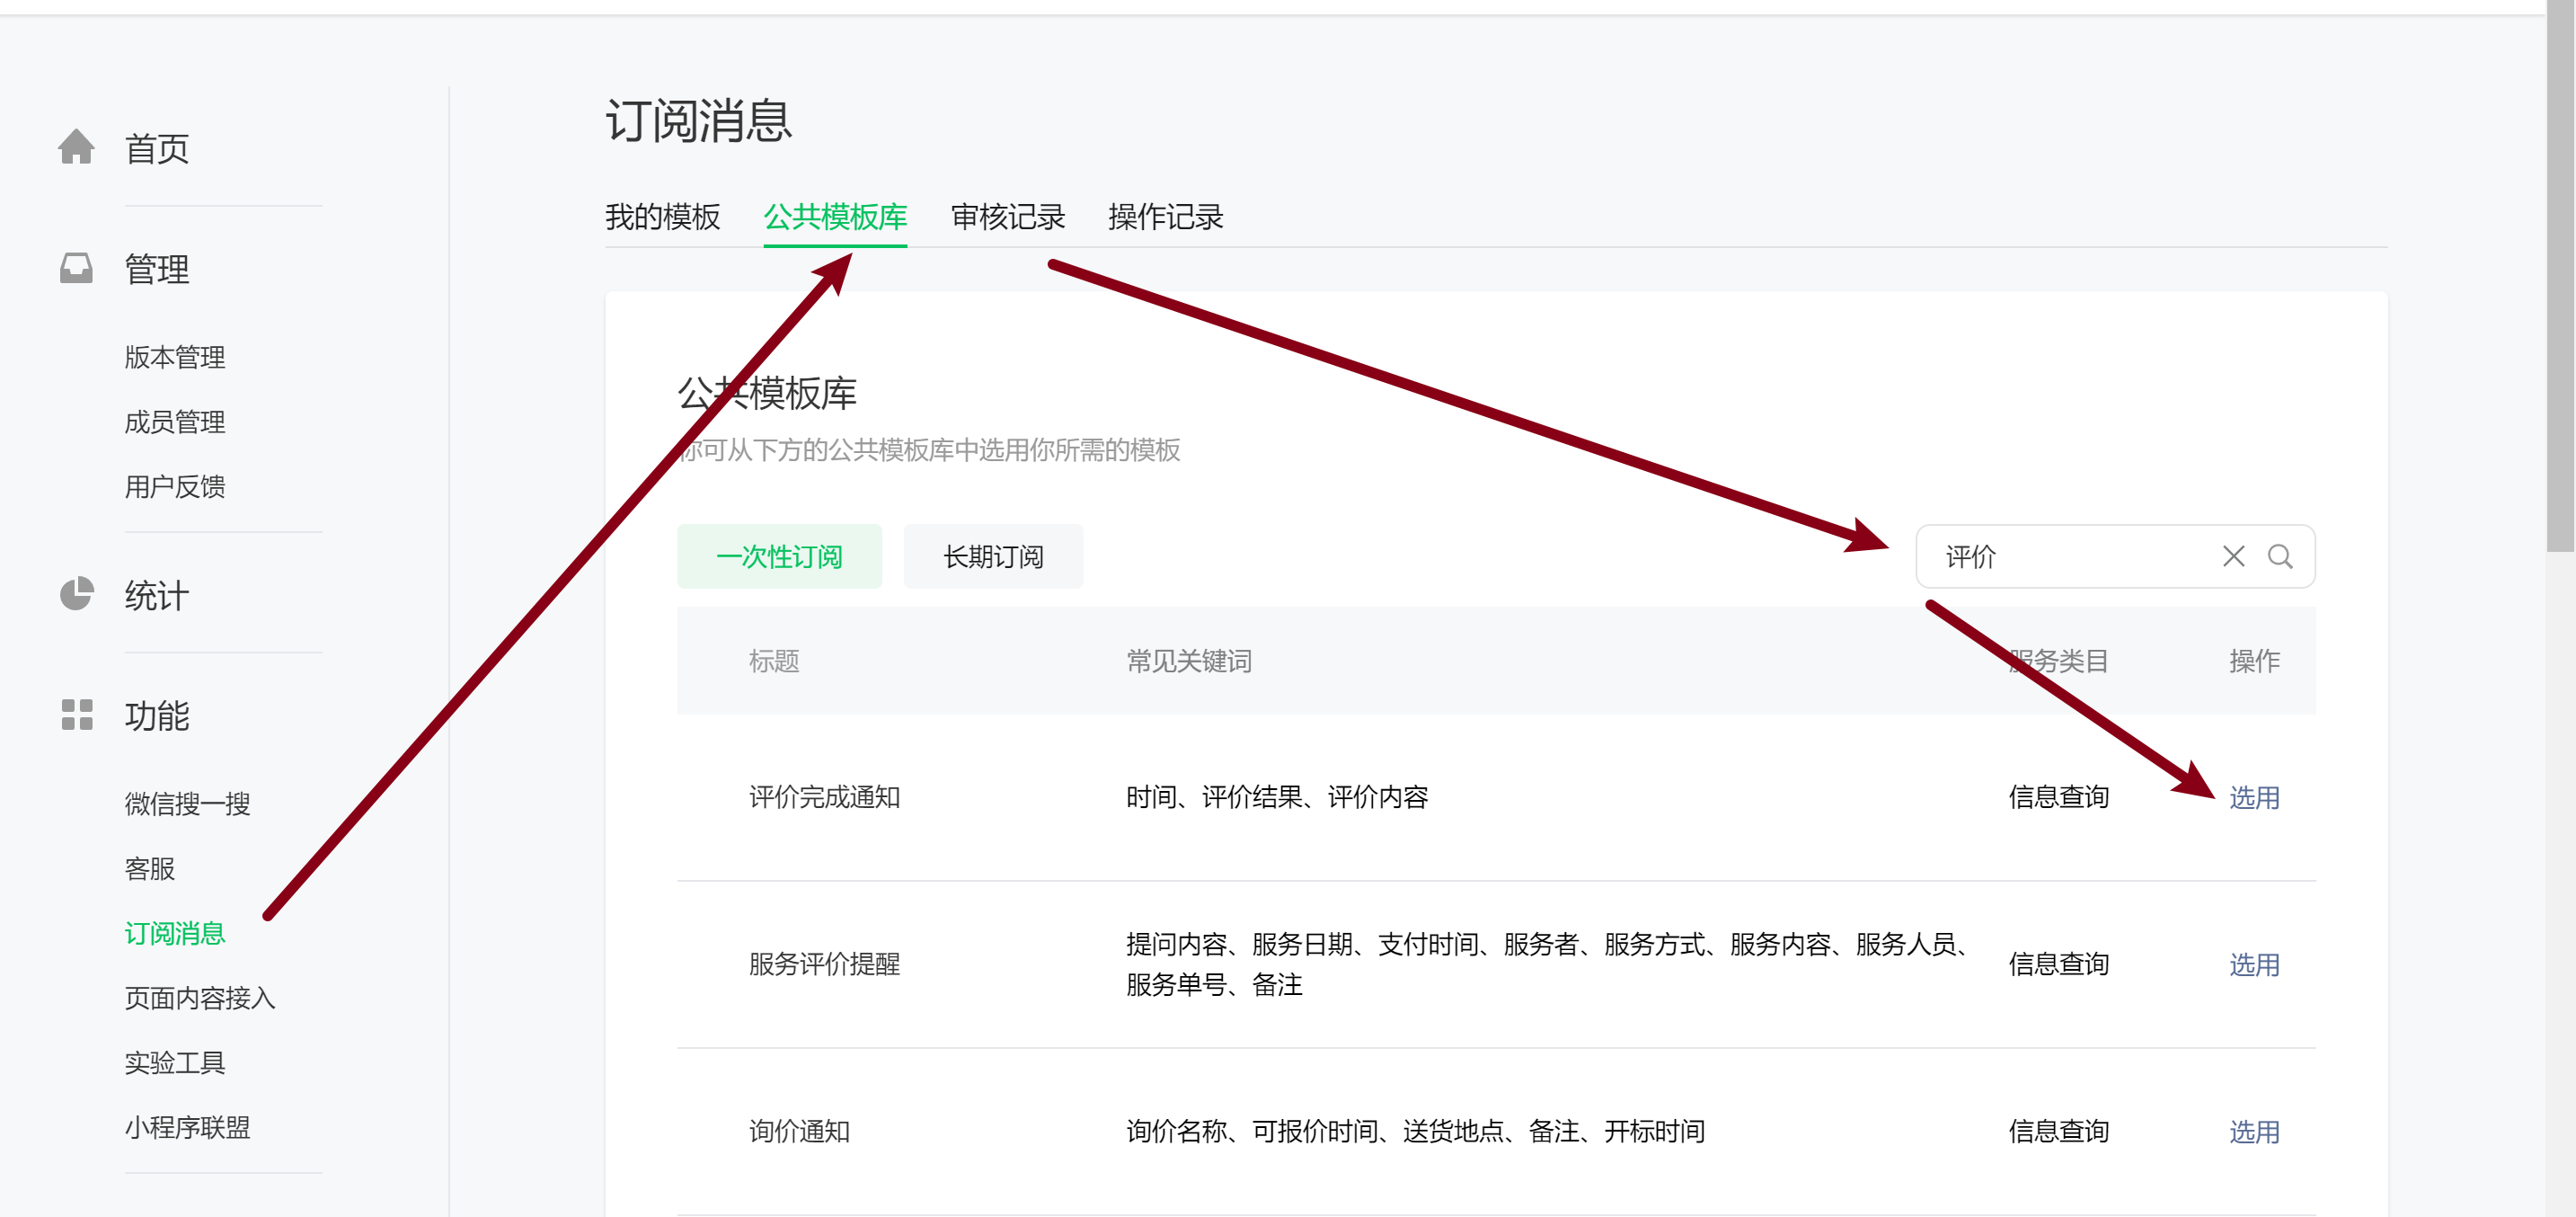 首页
管理
版本管理
成员管理
用户反馈
统计
功能
微信搜一搜
客服
订阅消息
页面内容接入
实验工具
小程序联盟
订阅消息
我的模板 公共模板库 审核记录 操作记录
公共模板库
你可从下方的公共模板库中选用你所需的模板
一次性订阅 长期订阅 评价
标题 常见关键词 服务类目 操作
评价完成通知 时间、评价结果、评价内容 信息查询 选用
服务评价提醒 提问内容、服务日期、支付时间、服务者、服务方式、服务内容、服务人员、
服务单号、备注 信息查询 选用
询价通知 询价名称、可报价时间、送货地点、备注、开标时间 信息查询 选用